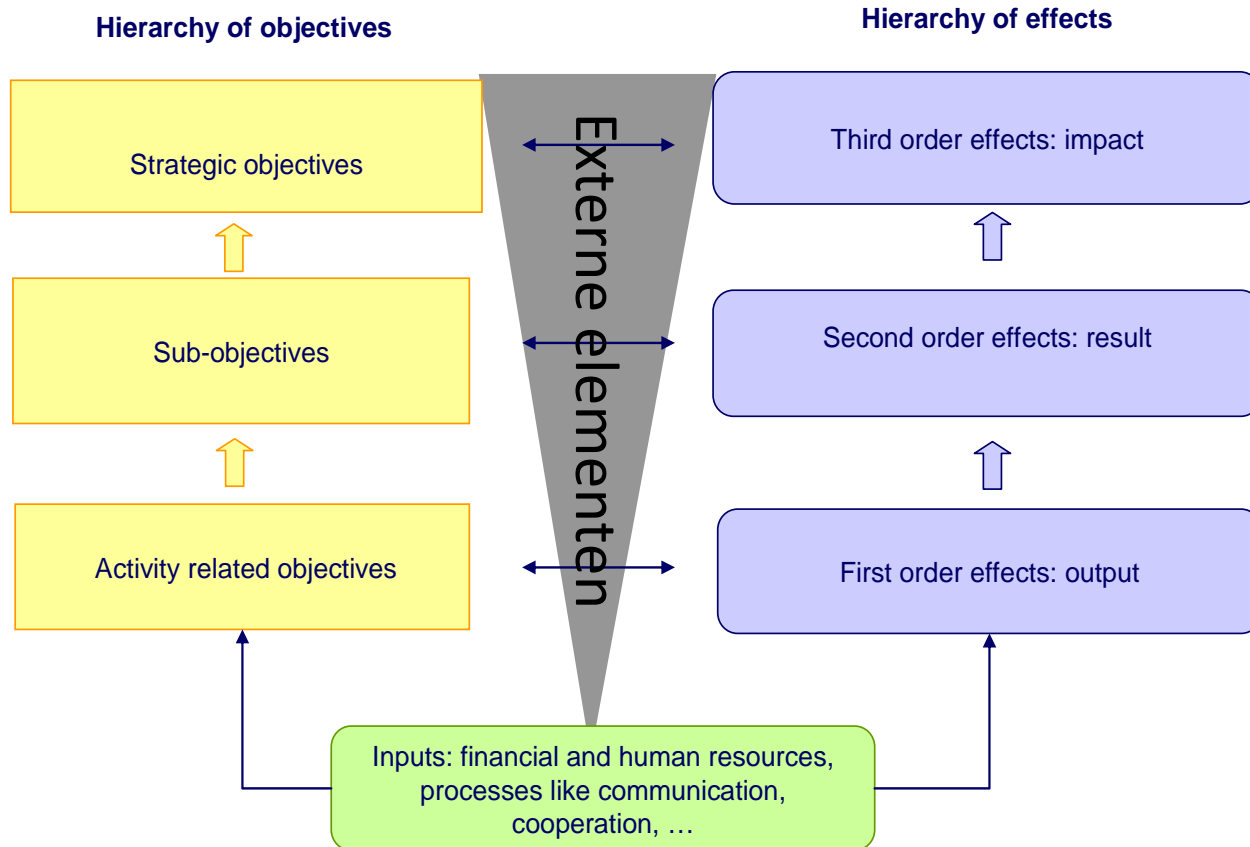 Hierarchy of objectives
Hierarchy of effects
Strategic objectives
Externe elementen
Third order effects: impact
Sub-objectives
Second order effects: result
Activity related objectives
First order effects: output
Inputs: financial and human resources,
processes like communication,
cooperation, …